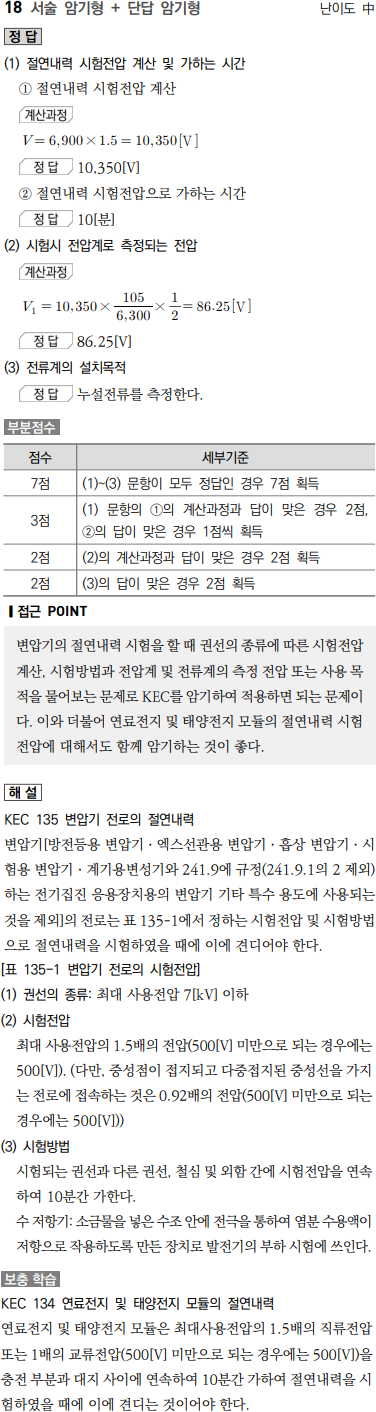 18 서술 암기형 + 단답 암기형 난이도 中
정 답
(1) 절연내력 시험전압 계산 및 가하는 시간
① 절연내력 시험전압 계산
계산과정
V = 6,900 × 1.5 = 10,350[V]
정 답 10,350[V]
② 절연내력 시험전압으로 가하는 시간
정 답 10[분]
(2) 시험시 전압계로 측정되는 전압
계산과정
V₁ = 10,350 × 105/6,300 × 1/2 = 86.25[V]
정 답 86.25[V]
(3) 전류계의 설치목적
정 답 누설전류를 측정한다.
부분점수
점수 세부기준
7점 (1)~(3) 문항이 모두 정답인 경우 7점 획득
3점 (1) 문항의 ①의 계산과정과 답이 맞은 경우 2점,
②의 답이 맞은 경우 1점씩 획득
2점 (2)의 계산과정과 답이 맞은 경우 2점 획득
2점 (3)의 답이 맞은 경우 2점 획득
접근 POINT
변압기의 절연내력 시험을 할 때 권선의 종류에 따른 시험전압
계산, 시험방법과 전압계 및 전류계의 측정 전압 또는 사용 목
적을 물어보는 문제로 KEC를 암기하여 적용하면 되는 문제이
다. 이와 더불어 연료전지 및 태양전지 모듈의 절연내력 시험
전압에 대해서도 함께 암기하는 것이 좋다.
해 설
KEC 135 변압기 전로의 절연내력
변압기[방전등용 변압기·엑스선관용 변압기·흡상 변압기·시
험용 변압기·계기용변성기와 241.9에 규정(241.9.1의 2 제외)
하는 전기집진 응용장치용의 변압기 기타 특수 용도에 사용되는
것을 제외]의 전로는 표 135-1에서 정하는 시험전압 및 시험방법
으로 절연내력을 시험하였을 때에 이에 견디어야 한다.
[표 135-1 변압기 전로의 시험전압]
(1) 권선의 종류: 최대 사용전압 7[kV] 이하
(2) 시험전압
최대 사용전압의 1.5배의 전압(500[V] 미만으로 되는 경우에는
500[V]). (다만, 중성점이 접지되고 다중접지된 중성선을 가지
는 전로에 접속하는 것은 0.92배의 전압(500[V] 미만으로 되는
경우에는 500[V]))
(3) 시험방법
시험되는 권선과 다른 권선, 철심 및 외함 간에 시험전압을 연속
하여 10분간 가한다.
수 저항기: 소금물을 넣은 수조 안에 전극을 통하여 염분 수용액이
저항으로 작용하도록 만든 장치로 발전기의 부하 시험에 쓰인다.
보충 학습
KEC 134 연료전지 및 태양전지 모듈의 절연내력
연료전지 및 태양전지 모듈은 최대사용전압의 1.5배의 직류전압
또는 1배의 교류전압(500[V] 미만으로 되는 경우에는 500[V])을
충전 부분과 대지 사이에 연속하여 10분간 가하여 절연내력을 시
험하였을 때에 이에 견디는 것이어야 한다.